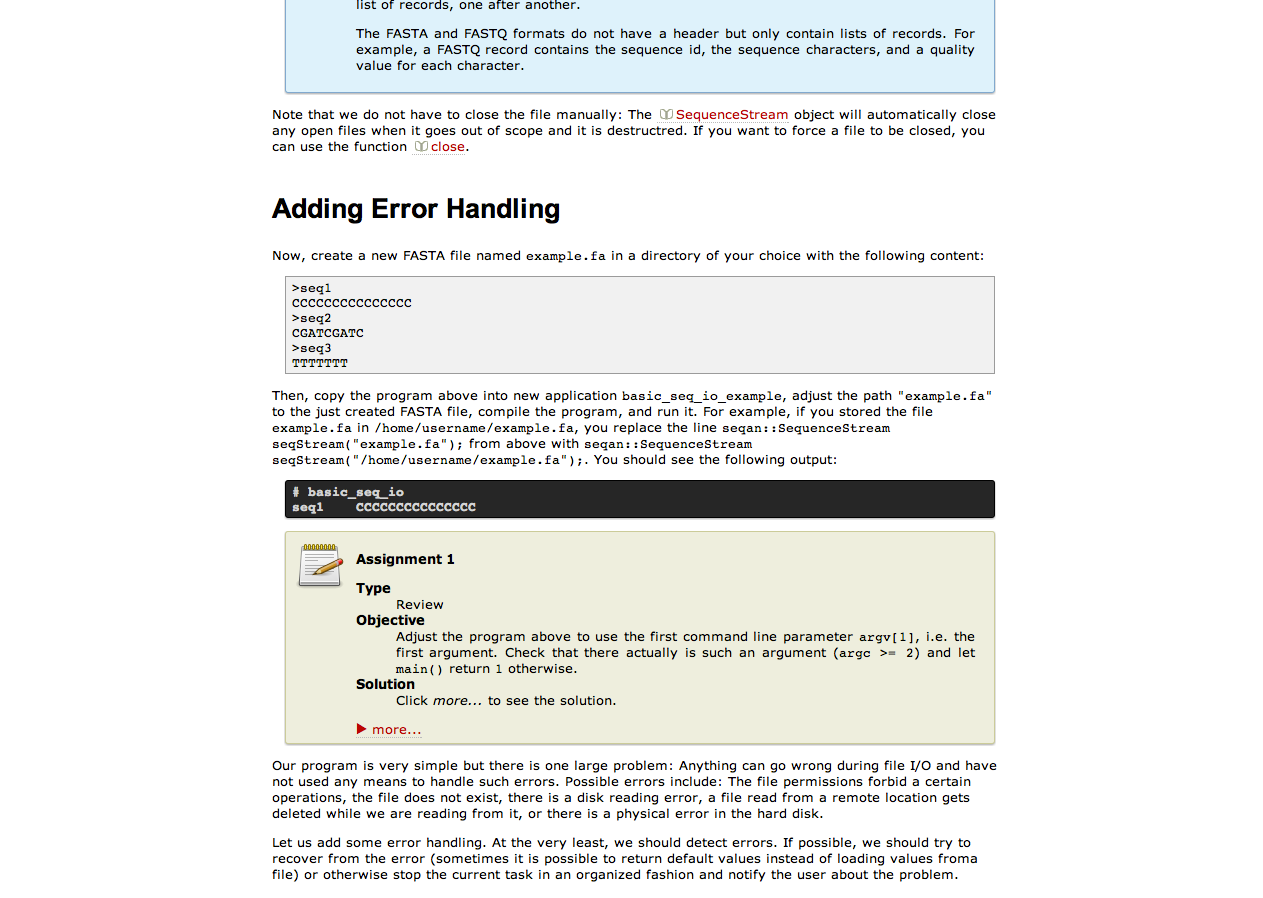 list of records, one after another.
The FASTA and FASTQ formats do not have a header but only contain lists of records. For
example, a FASTQ record contains the sequence id, the sequence characters, and a quality
value for each character.
Note that we do not have to close the file manually: The SequenceStream object will automatically close
any open files when it goes out of scope and it is destructred. If you want to force a file to be closed, you
can use the function close.
Adding Error Handling
Now, create a new FASTA file named example.fa in a directory of your choice with the following content:
>seq1
CCCCCCCCCCCCCCC
>seq2
CGATCGATC
>seq3
TTTTTTT
Then, copy the program above into new application basic_seq_io_example, adjust the path "example.fa"
to the just created FASTA file, compile the program, and run it. For example, if you stored the file
example.fa in /home/username/example.fa, you replace the line seqan::SequenceStream
seqStream("example.fa"); from above with seqan::SequenceStream
seqStream("/home/username/example.fa");. You should see the following output:
# basic_seq_io
seq1    CCCCCCCCCCCCCCC
Assignment 1
Type
Review
Objective
Adjust the program above to use the first command line parameter argv[1], i.e. the
first argument. Check that there actually is such an argument (argc >= 2) and let
main() return 1 otherwise.
Solution
Click more... to see the solution.
more...
Our program is very simple but there is one large problem: Anything can go wrong during file I/O and have
not used any means to handle such errors. Possible errors include: The file permissions forbid a certain
operations, the file does not exist, there is a disk reading error, a file read from a remote location gets
deleted while we are reading from it, or there is a physical error in the hard disk.
Let us add some error handling. At the very least, we should detect errors. If possible, we should try to
recover from the error (sometimes it is possible to return default values instead of loading values froma
file) or otherwise stop the current task in an organized fashion and notify the user about the problem.